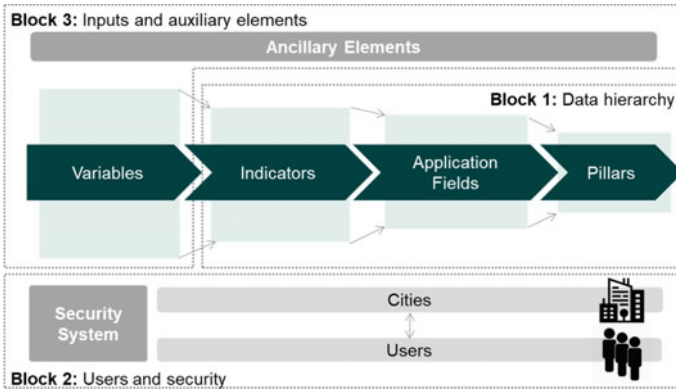 Block 3: Inputs and auxiliary elements
Ancillary Elements
Block 1: Data hierarchy
Variables
Indicators
Application
Fields
Pillars
Security
System
Cities
Users
Block 2: Users and security